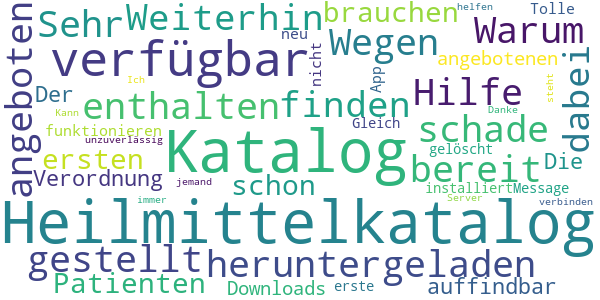 helfen
Sehr Weiterhin brauchen Tolle
neu Warum
verfügbar Wegen
nicht angebotenen
angeboten Ich App dabei
Der enthalten finden Hilfe steht
Kann Gleich Danke
funktionieren Katalog schade
unzuverlässig gelöscht
ersten bereit Die
Verordnung jemand schon installiert Message
immer Server verbinden
Heilmittelkatalog
gestellt heruntergeladen
Patienten Downloads erste auffindbar